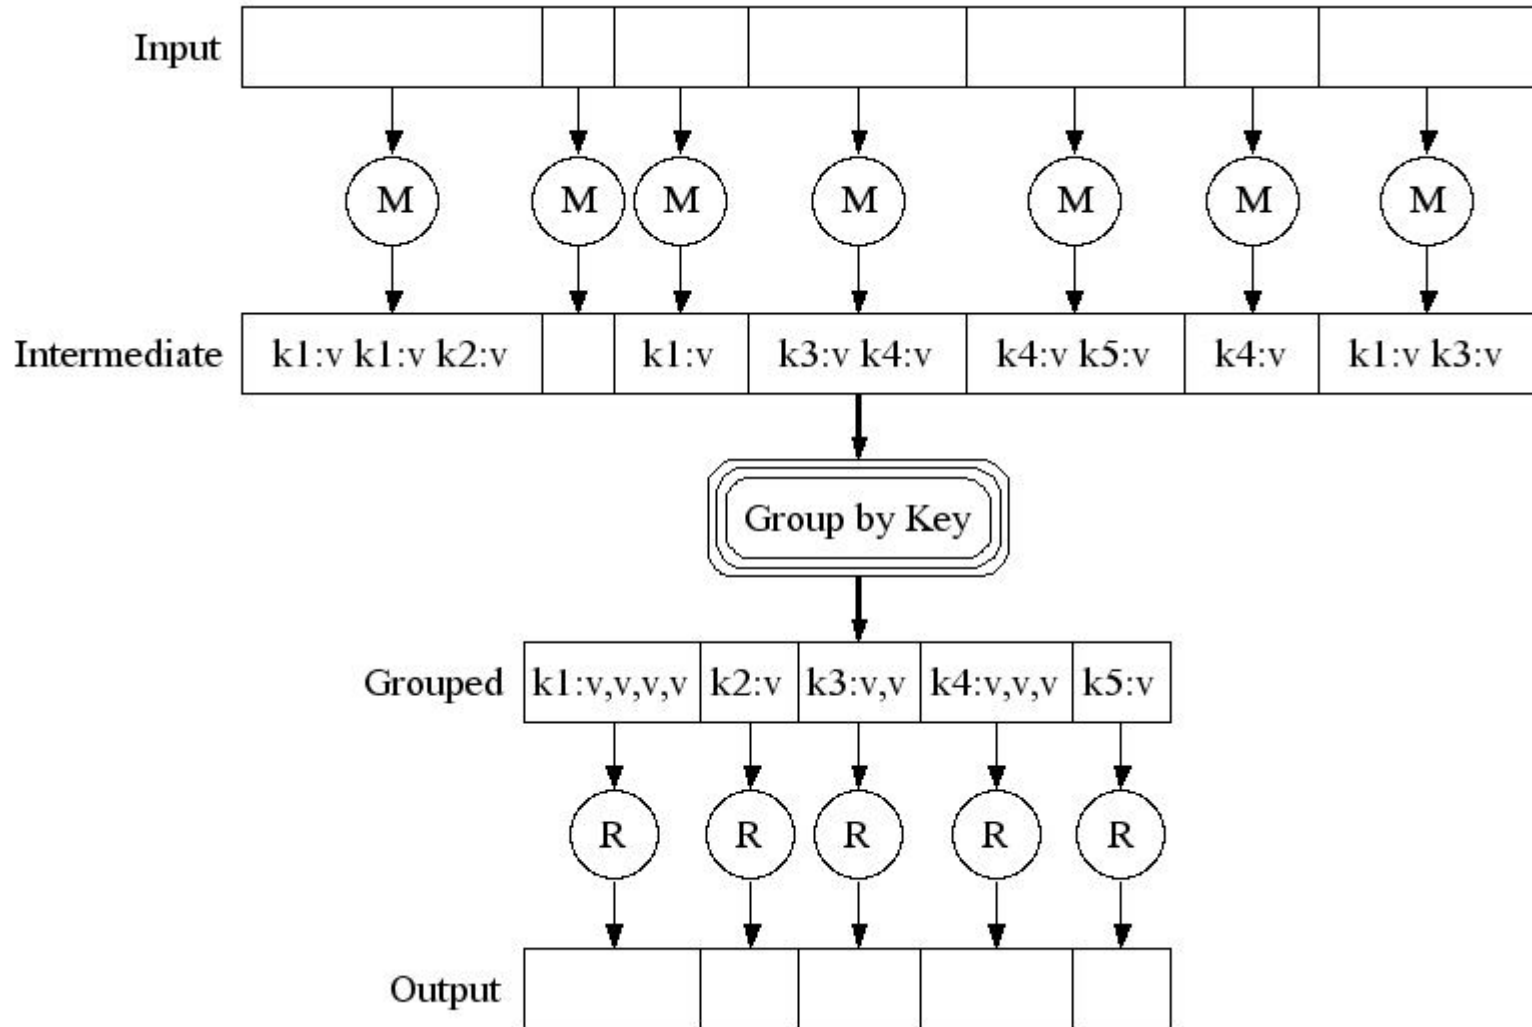 Input
M M M M M M M
Intermediate k1:v k1:v k2:v k1:v k3:v k4:v k4:v k5:v k4:v k1:v k3:v
Group by Key
Grouped k1:v,v,v,v k2:v k3:v,v k4:v,v,v k5:v
R R R R R
Output